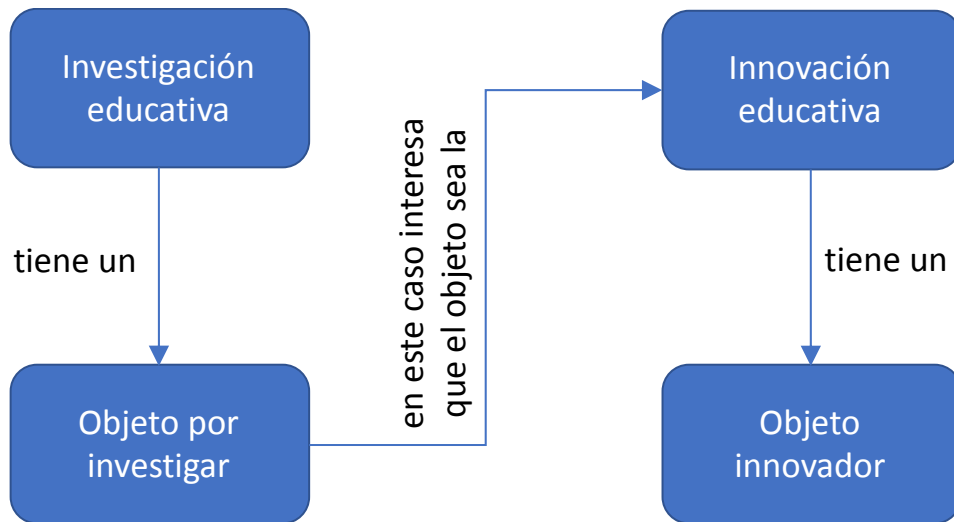 Investigación
educativa
tiene un
Objeto por
investigar
en este caso interesa
que el objeto sea la
Innovación
educativa
tiene un
Objeto
innovador